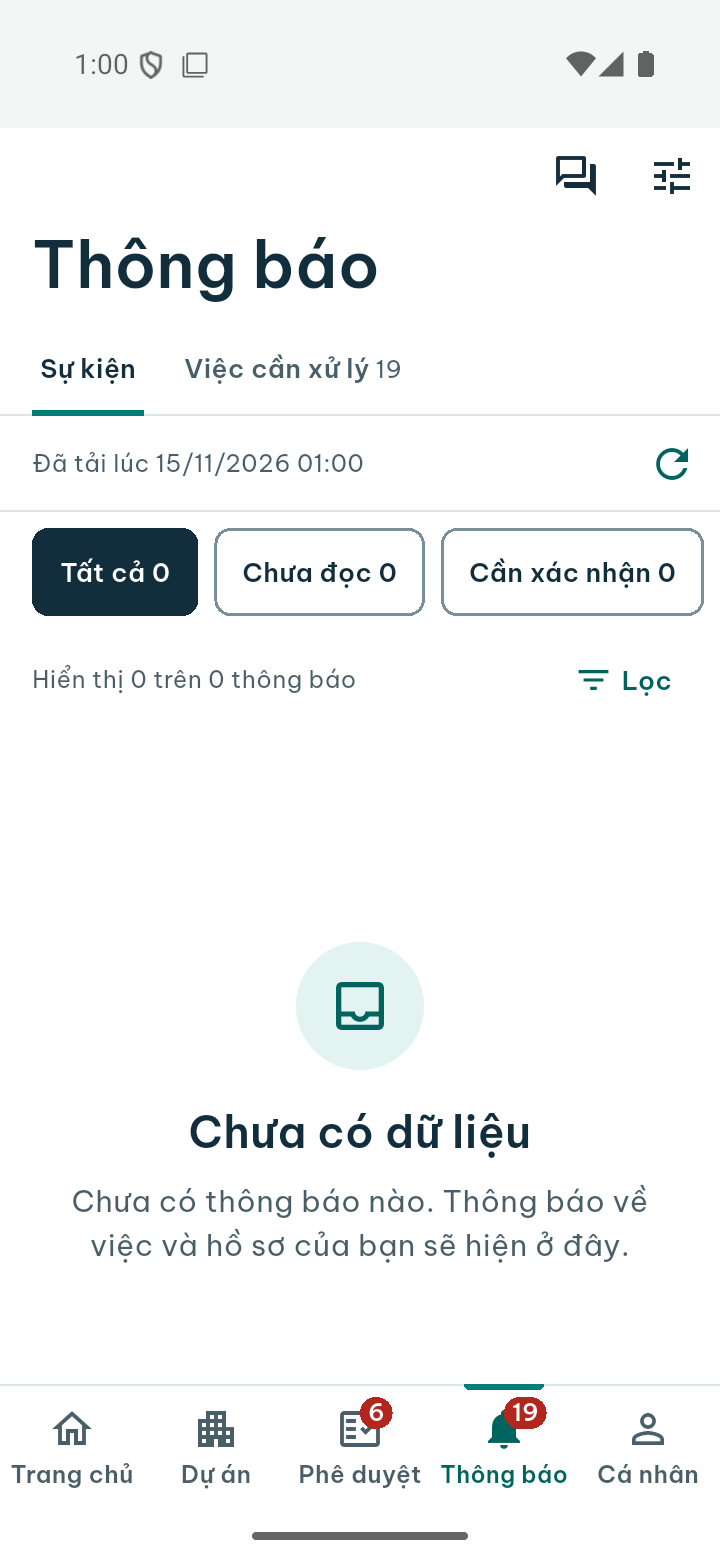 1:00
Thông báo
Sự kiện
Việc cần xử lý 19
Đã tải lúc 15/11/2026 01:00
Tất cả 0
Chưa đọc 0
Cần xác nhận 0
Hiển thị 0 trên 0 thông báo
Lọc
Chưa có dữ liệu
Chưa có thông báo nào. Thông báo về
việc và hồ sơ của bạn sẽ hiện ở đây.
6
19
Trang chủ
Dự án
Phê duyệt
Thông báo
Cá nhân